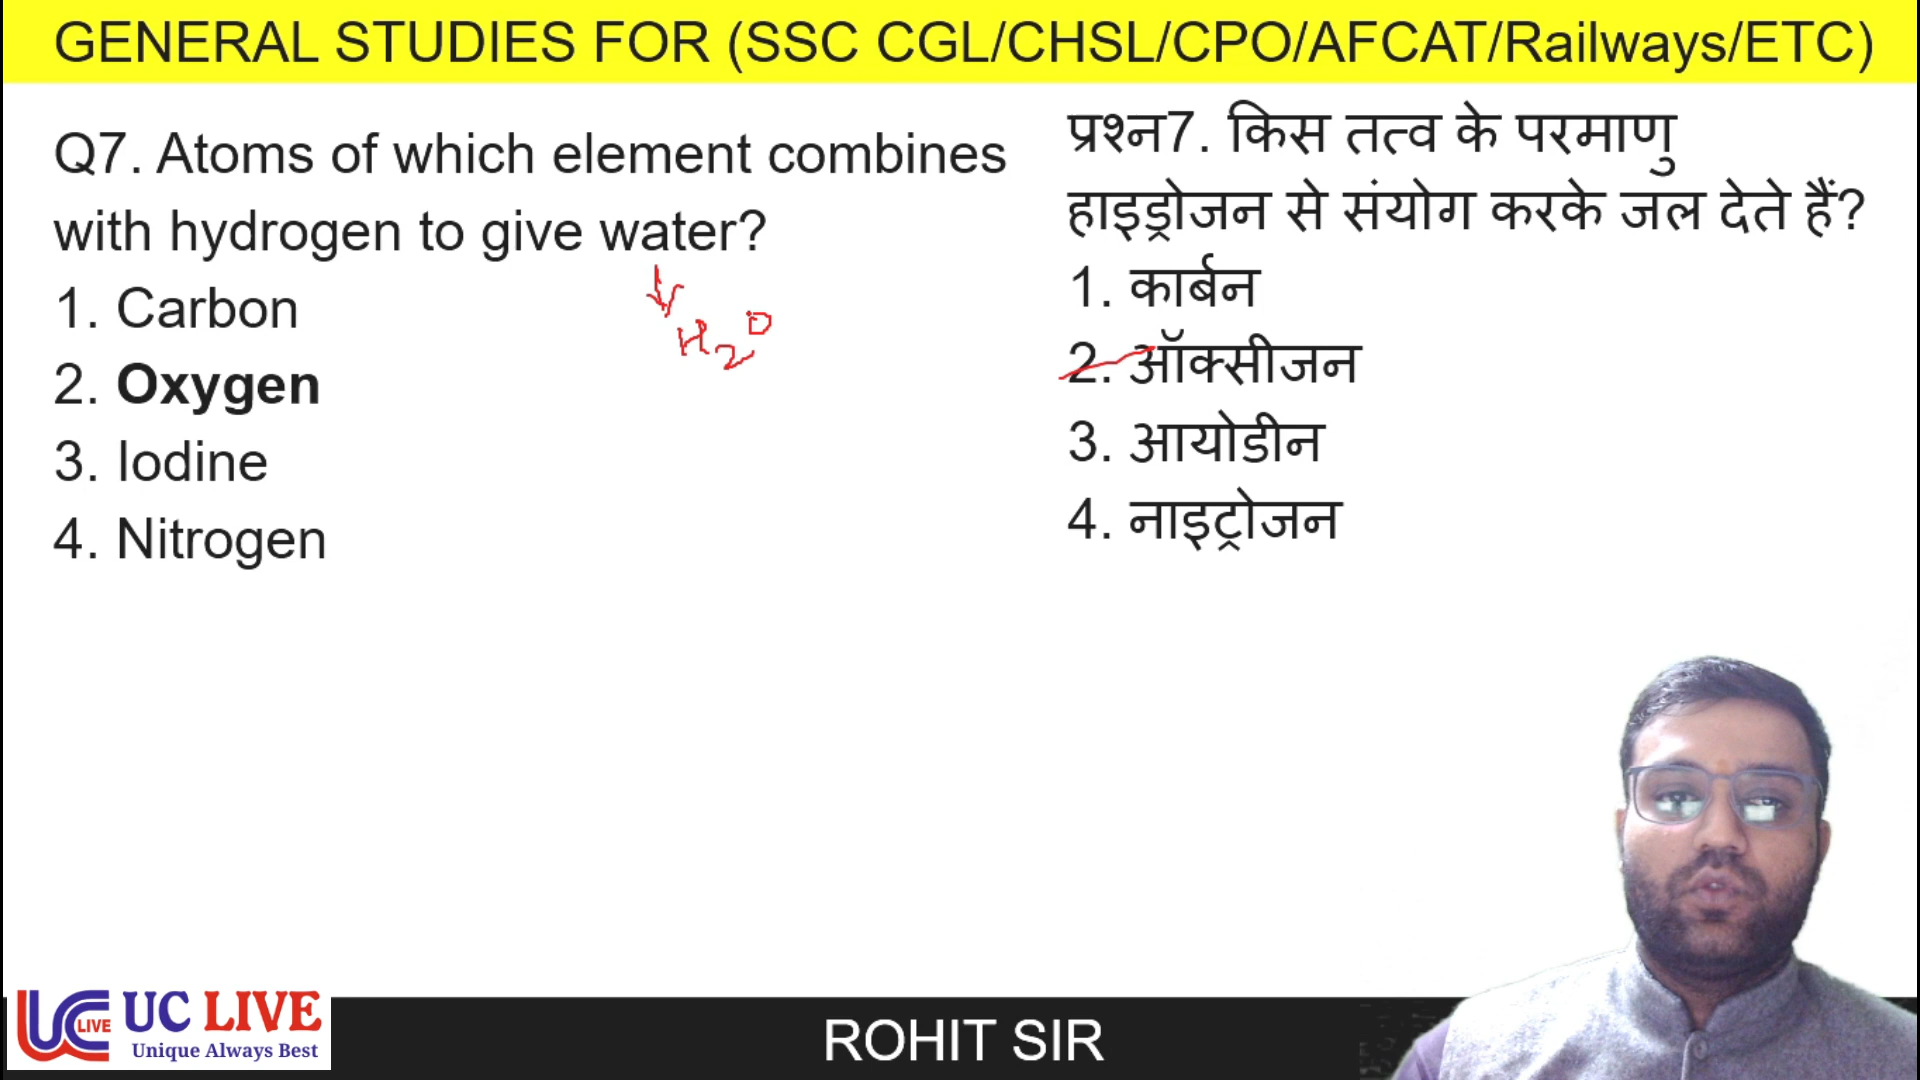 GENERAL STUDIES FOR (SSC CGL/CHSL/CPO/AFCAT/Railways/ETC)
Q7. Atoms of which element combines
with hydrogen to give water?
1. Carbon
2. Oxygen
3. Iodine
4. Nitrogen
H2O
प्रश्न7. किस तत्व के परमाणु
हाइड्रोजन से संयोग करके जल देते हैं?
1. कार्बन
2. ऑक्सीजन
3. आयोडीन
4. नाइट्रोजन
UC LIVE
LIVE
Unique Always Best
ROHIT SIR